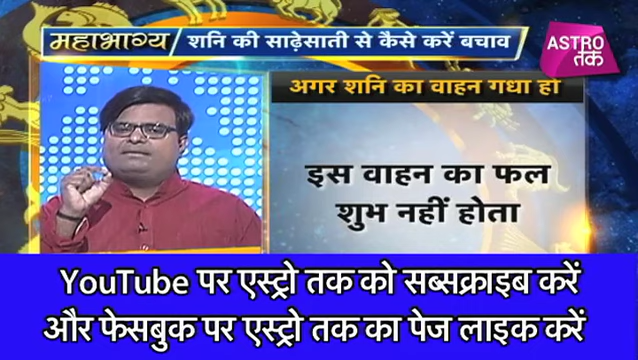 महाभाग्य शनि की साढ़ेसाती से कैसे करें बचाव
ASTRO
तक
अगर शनि का वाहन गधा हो
इस वाहन का फल
शुभ नहीं होता
YouTube पर एस्ट्रो तक को सब्सक्राइब करें
और फेसबुक पर एस्ट्रो तक का पेज लाइक करें